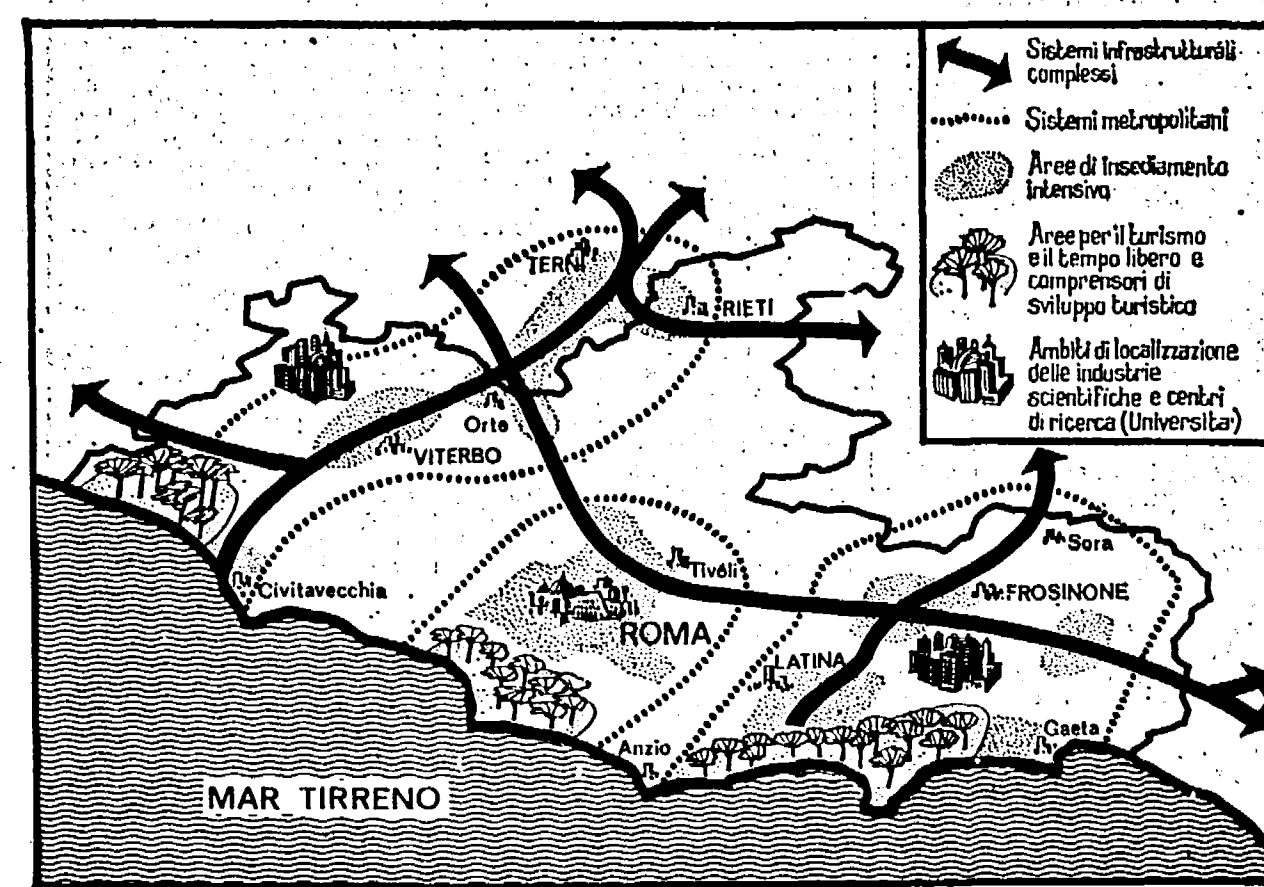 Sistemi infrastrutturali
complessi
Sistemi metropolitani
Aree di insediamento
intensivo
Aree per il turismo
e il tempo libero e
comprensori di
sviluppo turistico
Ambiti di localizzazione
delle industrie
scientifiche e centri
di ricerca (Universita')
TERNI
RIETI
Orte
VITERBO
Civitavecchia
Tivoli
ROMA
Sora
FROSINONE
LATINA
Gaeta
Anzio
MAR TIRRENO